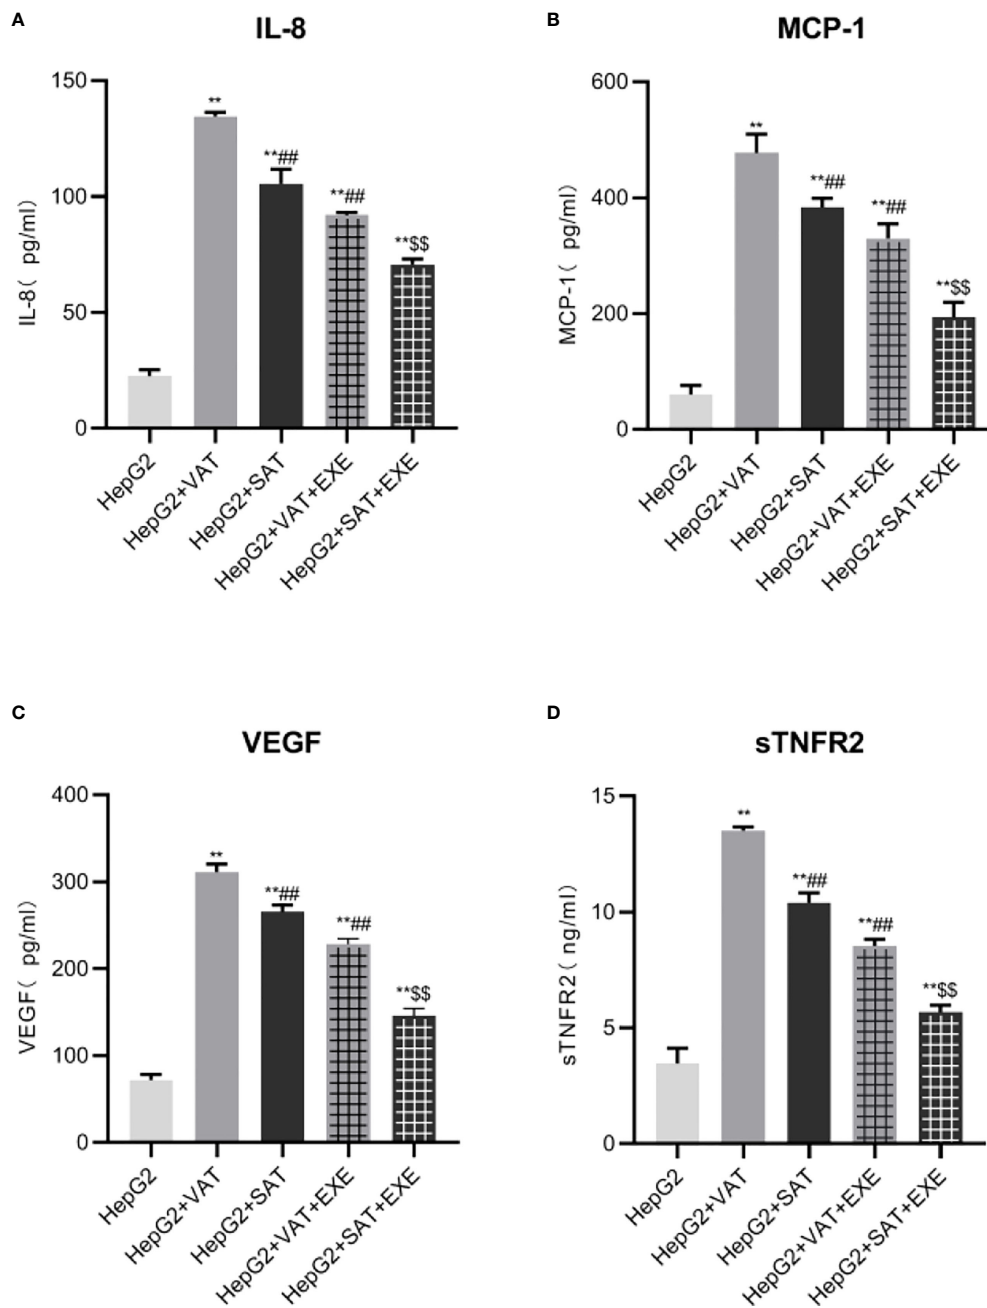 A
IL-8
IL-8( pg/ml)
150
100
50
0
**
**##
**##
**$$
HepG2
HepG2+VAT
HepG2+SAT
HepG2+VAT+EXE
HepG2+SAT+EXE
B
MCP-1
MCP-1( pg/ml)
600
400
200
0
**
**##
**##
**$$
HepG2
HepG2+VAT
HepG2+SAT
HepG2+VAT+EXE
HepG2+SAT+EXE
C
VEGF
VEGF( pg/ml)
400
300
200
100
0
**
**##
**##
**$$
HepG2
HepG2+VAT
HepG2+SAT
HepG2+VAT+EXE
HepG2+SAT+EXE
D
sTNFR2
sTNFR2( ng/ml)
15
10
5
0
**
**##
**##
**$$
HepG2
HepG2+VAT
HepG2+SAT
HepG2+VAT+EXE
HepG2+SAT+EXE